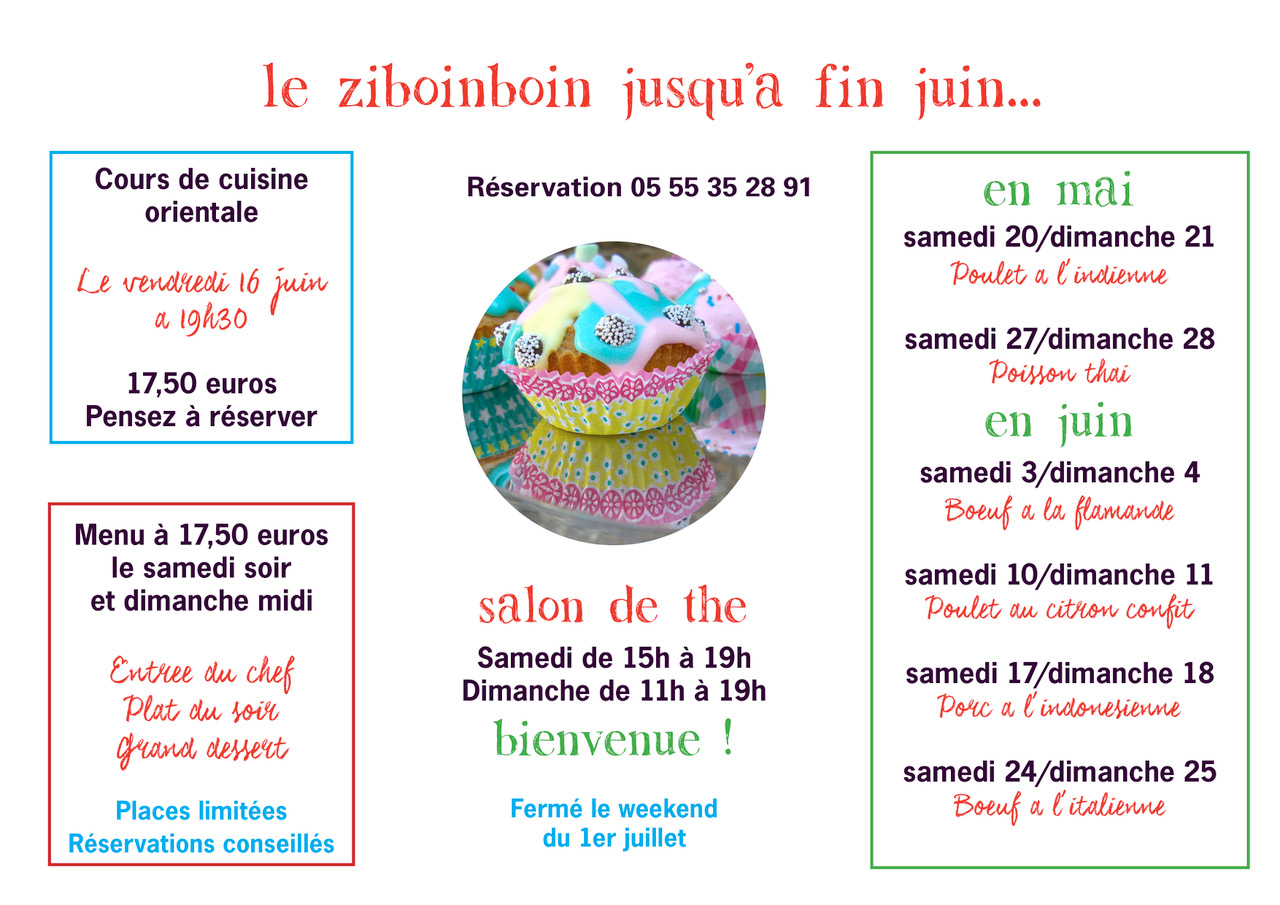 le ziboinboin jusqu'a fin juin...
Cours de cuisine
orientale
Le vendredi 16 juin
a 19h30
17,50 euros
Pensez à réserver
Menu à 17,50 euros
le samedi soir
et dimanche midi
Entree du chef
Plat du soir
Grand dessert
Places limitées
Réservations conseillés
Réservation 05 55 35 28 91
salon de the
Samedi de 15h à 19h
Dimanche de 11h à 19h
bienvenue !
Fermé le weekend
du 1er juillet
en mai
samedi 20/dimanche 21
Poulet a l'indienne
samedi 27/dimanche 28
Poisson thai
en juin
samedi 3/dimanche 4
Boeuf a la flamande
samedi 10/dimanche 11
Poulet au citron confit
samedi 17/dimanche 18
Porc a l'indonesienne
samedi 24/dimanche 25
Boeuf a l'italienne